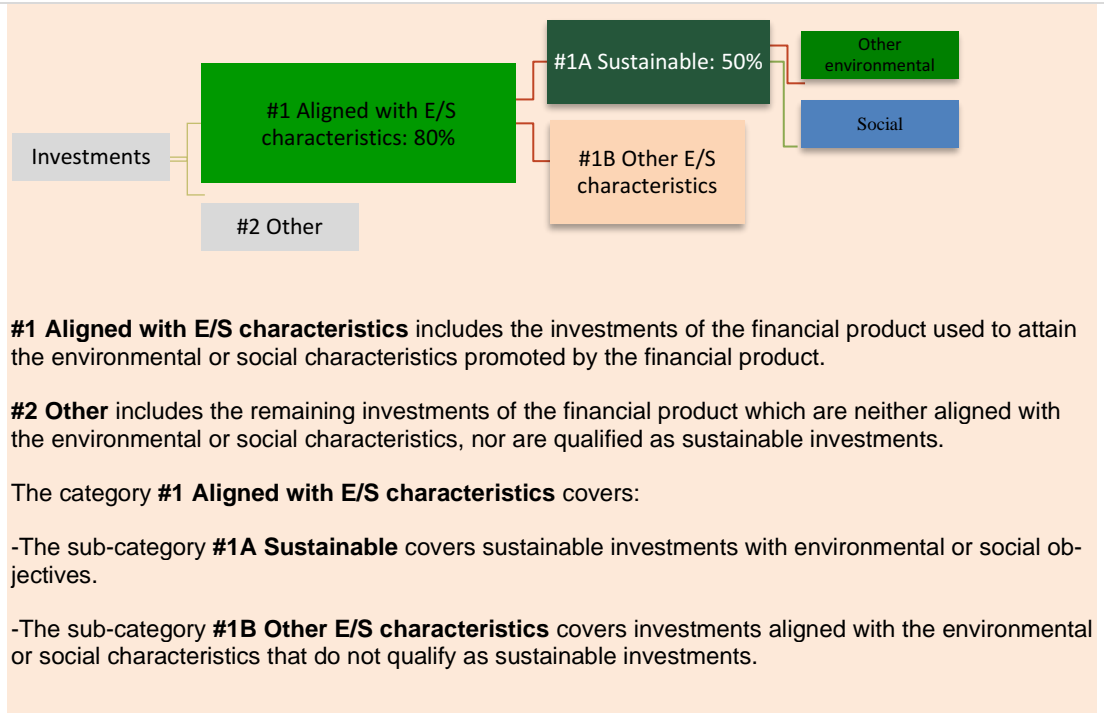 Investments
#1 Aligned with E/S
characteristics: 80%
#2 Other
#1A Sustainable: 50%
#1B Other E/S
characteristics
Other
environmental
Social
#1 Aligned with E/S characteristics includes the investments of the financial product used to attain
the environmental or social characteristics promoted by the financial product.
#2 Other includes the remaining investments of the financial product which are neither aligned with
the environmental or social characteristics, nor are qualified as sustainable investments.
The category #1 Aligned with E/S characteristics covers:
-The sub-category #1A Sustainable covers sustainable investments with environmental or social ob-
jectives.
-The sub-category #1B Other E/S characteristics covers investments aligned with the environmental
or social characteristics that do not qualify as sustainable investments.